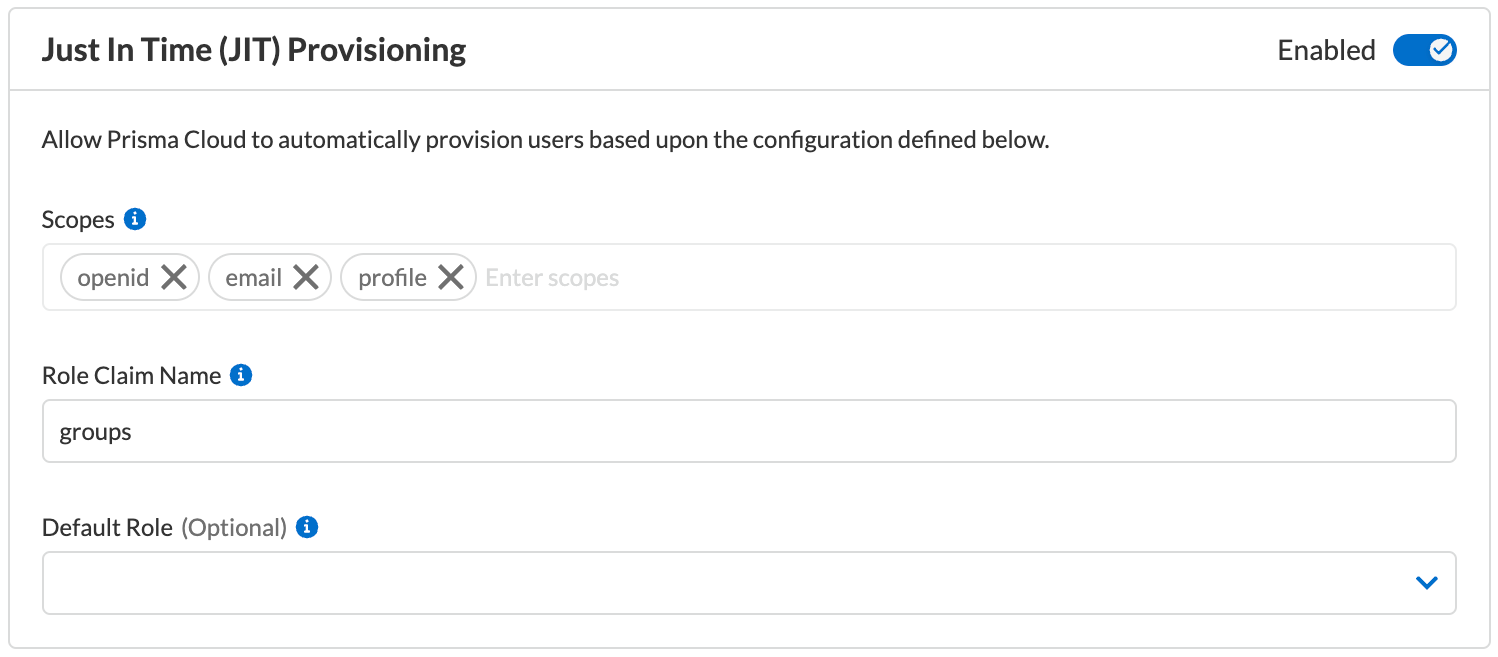 Just In Time (JIT) Provisioning Enabled
Allow Prisma Cloud to automatically provision users based upon the configuration defined below.
Scopes
openid email profile Enter scopes
Role Claim Name
groups
Default Role (Optional)